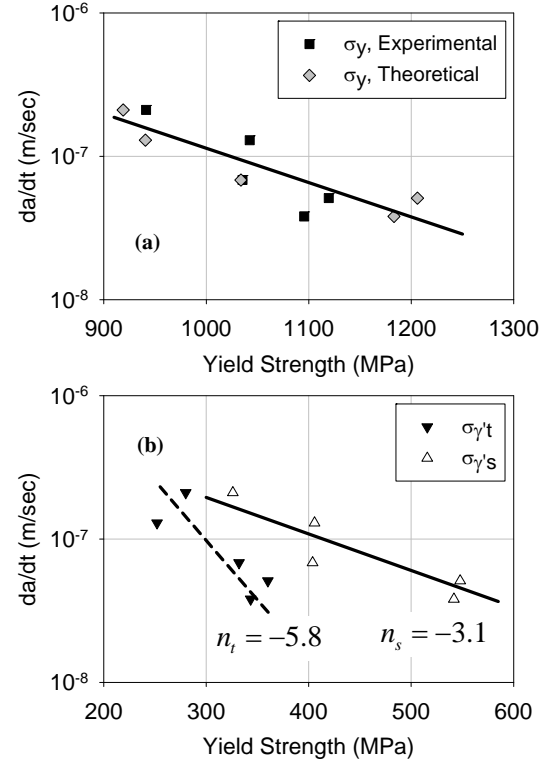 10⁻⁶
σy, Experimental
σy, Theoretical
da/dt (m/sec)
10⁻⁷
(a)
10⁻⁸
900 1000 1100 1200 1300
Yield Strength (MPa)
10⁻⁶
(b)
σγ't
σγ's
da/dt (m/sec)
10⁻⁷
nₜ = −5.8
nₛ = −3.1
10⁻⁸
200 300 400 500 600
Yield Strength (MPa)